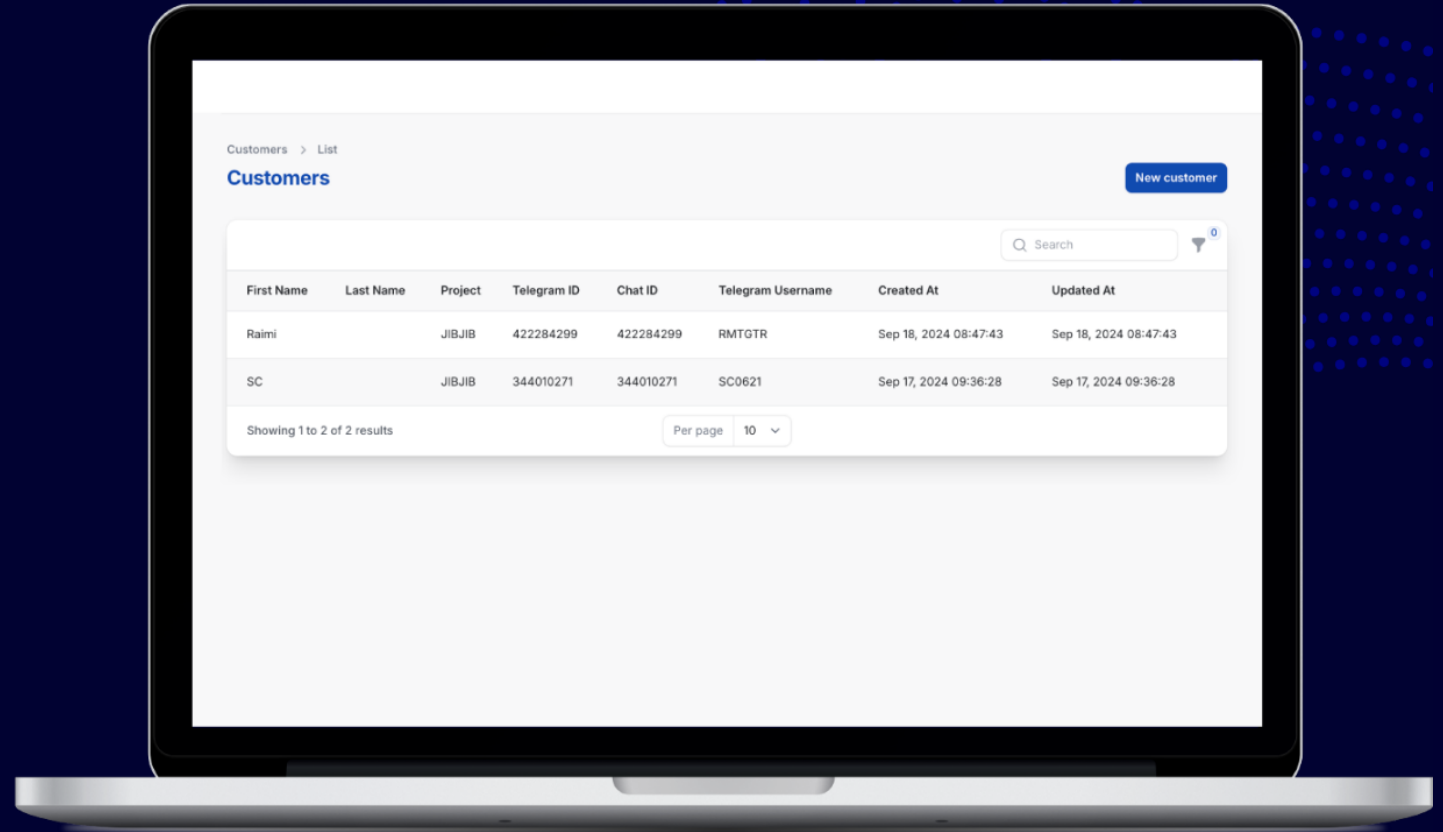 Customers > List
Customers
New customer
Search
0
First Name Last Name Project Telegram ID Chat ID Telegram Username Created At Updated At
Raimi JIBJIB 422284299 422284299 RMTGTR Sep 18, 2024 08:47:43 Sep 18, 2024 08:47:43
SC JIBJIB 344010271 344010271 SC0621 Sep 17, 2024 09:36:28 Sep 17, 2024 09:36:28
Showing 1 to 2 of 2 results Per page 10